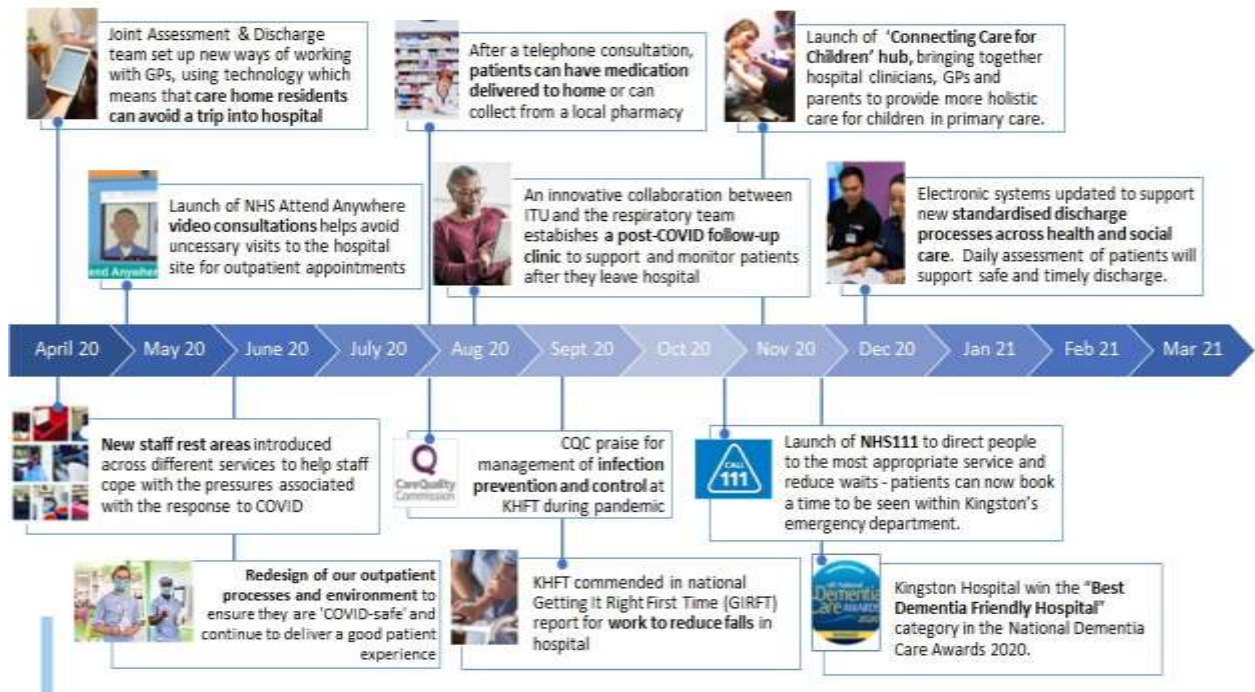 Joint Assessment & Discharge
team set up new ways of working
with GPs, using technology which
means that care home residents
can avoid a trip into hospital
After a telephone consultation,
patients can have medication
delivered to home or can
collect from a local pharmacy
Launch of 'Connecting Care for
Children' hub, bringing together
hospital clinicians, GPs and
parents to provide more holistic
care for children in primary care.
end Anywher
Launch of NHS Attend Anywhere
video consultations helps avoid
uncessary visits to the hospital
site for outpatient appointments
An innovative collaboration between
ITU and the respiratory team
estabishes a post-COVID follow-up
clinic to support and monitor patients
after they leave hospital
Electronic systems updated to support
new standardised discharge
processes across health and social
care. Daily assessment of patients will
support safe and timely discharge.
April 20 May 20 June 20 July 20 Aug 20 Sept 20 Oct 20 Nov 20 Dec 20 Jan 21 Feb 21 Mar 21
New staff rest areas introduced
across different services to help staff
cope with the pressures associated
with the response to COVID
Q
CareQuality
Commission
CQC praise for
management of infection
prevention and control at
KHFT during pandemic
CALL
111
Launch of NHS111 to direct people
to the most appropriate service and
reduce waits - patients can now book
a time to be seen within Kingston's
emergency department.
Redesign of our outpatient
processes and environment to
ensure they are 'COVID-safe' and
continue to deliver a good patient
experience
KHFT commended in national
Getting It Right First Time (GIRFT)
report for work to reduce falls in
hospital
National
Dementia
Care AWARDS
2020
Kingston Hospital win the "Best
Dementia Friendly Hospital"
category in the National Dementia
Care Awards 2020.